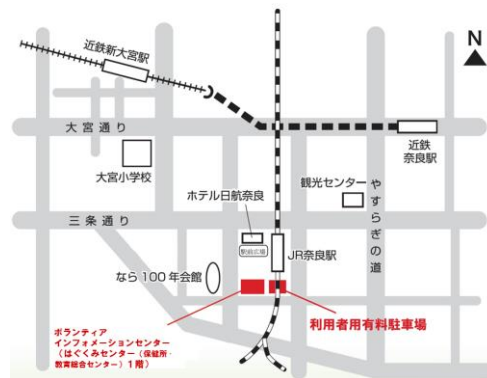 近鉄新大宮駅
N
大宮通り
近鉄
奈良駅
大宮小学校
観光センター
やすらぎの道
ホテル日航奈良
三条通り
駅前広場
JR奈良駅
なら100年会館
利用者用有料駐車場
ボランティア
インフォメーションセンター
(はぐくみセンター(保健所・
教育総合センター)1階)